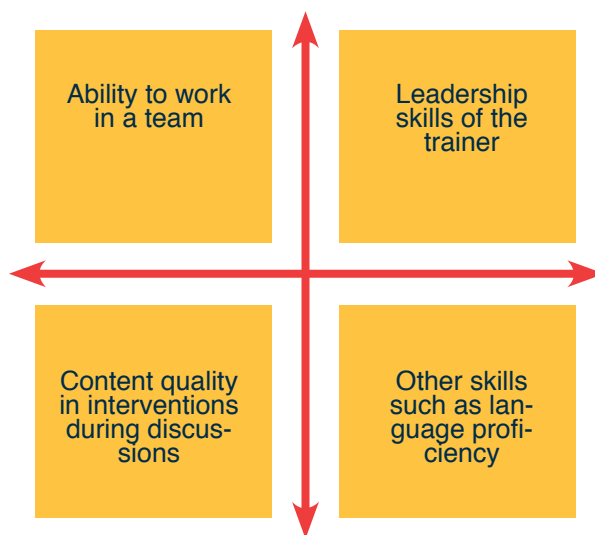 Ability to work
in a team
Leadership
skills of the
trainer
Content quality
in interventions
during discus-
sions
Other skills
such as lan-
guage profi-
ciency